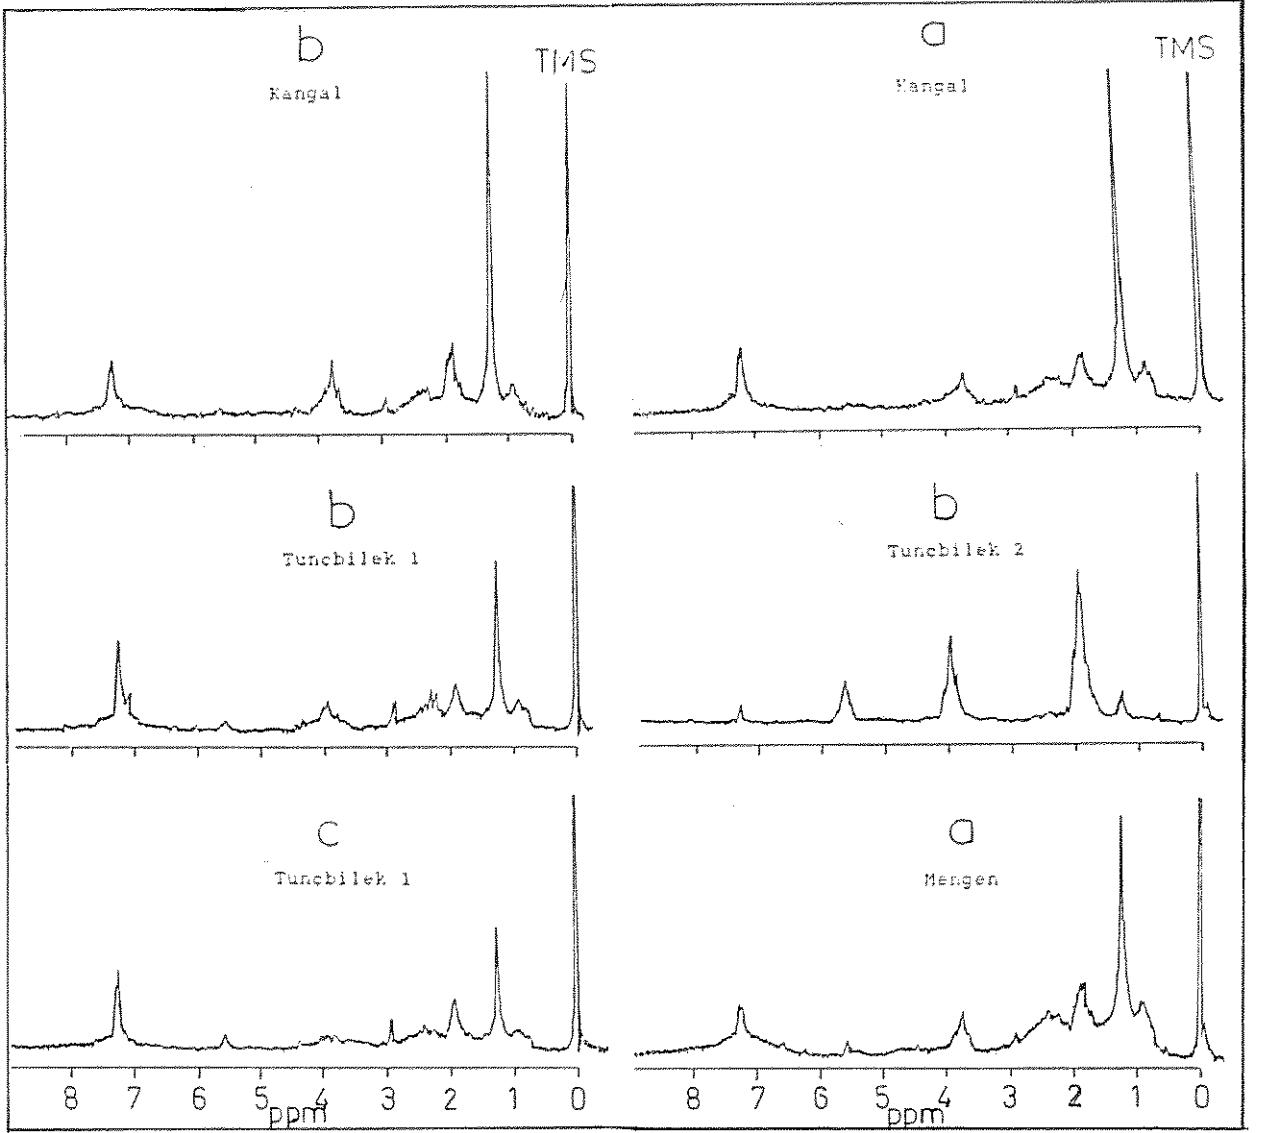 b
TMS
Kangal
a
TMS
Kangal
b
Tuncbilek 1
b
Tuncbilek 2
c
Tuncbilek 1
a
Mengen
8 7 6 5 4 3 2 1 0
ppm
8 7 6 5 4 3 2 1 0
ppm